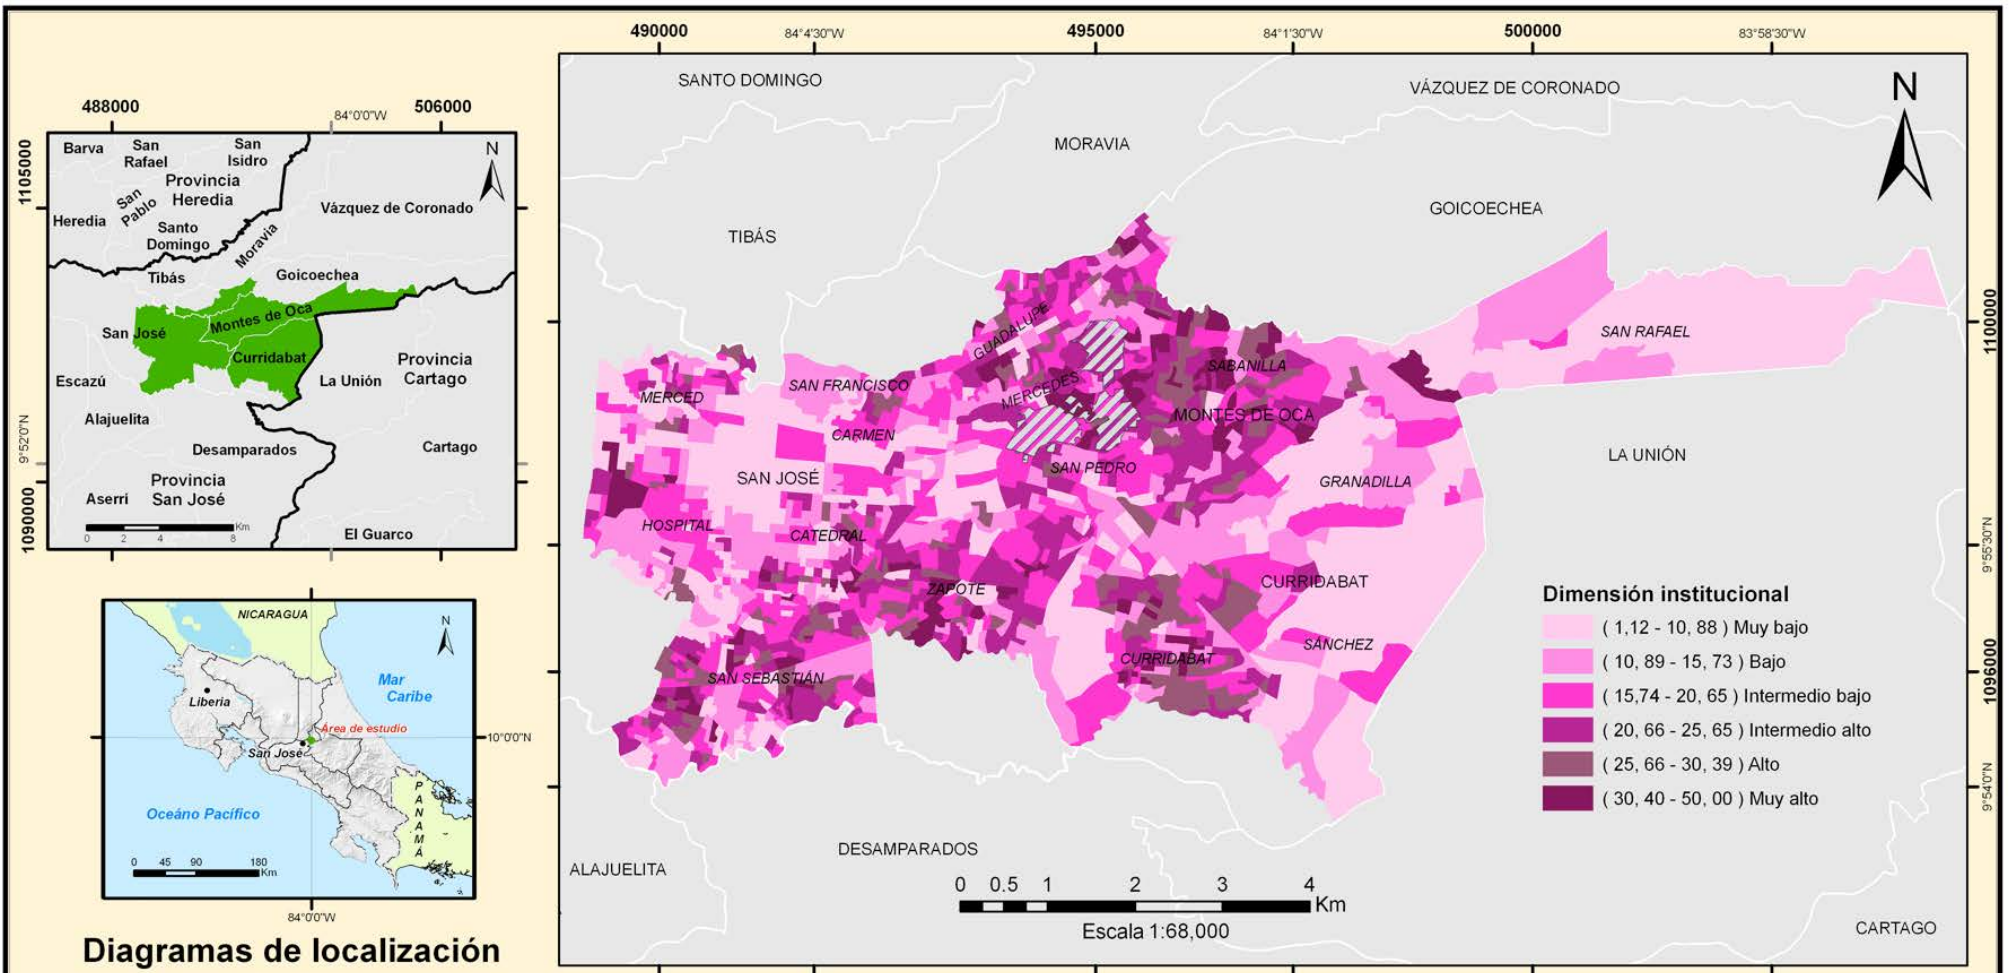 488000
84°0'0"W
506000
1105000
9°52'0"N
1090000
Barva
San
Rafael
San
Isidro
Provincia
Heredia
San
Pablo
Heredia
Santo
Domingo
Moravia
Vázquez de Coronado
N
Tibás
Goicoechea
San José
Montes de Oca
Curridabat
Provincia
Cartago
Escazú
La Unión
Alajuelita
Desamparados
Cartago
Provincia
San José
Aserrí
El Guarco
0 2 4 8 Km
NICARAGUA
N
Mar
Caribe
Liberia
Área de estudio
San José
10°0'0"N
PANAMÁ
Océano Pacífico
0 45 90 180
Km
84°0'0"W
Diagramas de localización
490000
84°4'30"W
495000
84°1'30"W
500000
83°58'30"W
SANTO DOMINGO
VÁZQUEZ DE CORONADO
N
MORAVIA
GOICOECHEA
TIBÁS
1100000
GUADALUPE
SAN RAFAEL
SABANILLA
SAN FRANCISCO
MERCEDES
MERCED
MONTES DE OCA
CARMEN
LA UNIÓN
SAN PEDRO
SAN JOSÉ
GRANADILLA
HOSPITAL
CATEDRAL
9°55'30"N
CURRIDABAT
ZAPOTE
SÁNCHEZ
CURRIDABAT
SAN SEBASTIÁN
1096000
9°54'0"N
Dimensión institucional
( 1,12 - 10, 88 ) Muy bajo
( 10, 89 - 15, 73 ) Bajo
( 15,74 - 20, 65 ) Intermedio bajo
( 20, 66 - 25, 65 ) Intermedio alto
( 25, 66 - 30, 39 ) Alto
( 30, 40 - 50, 00 ) Muy alto
DESAMPARADOS
ALAJUELITA
0 0.5 1 2 3 4
Km
Escala 1:68,000
CARTAGO